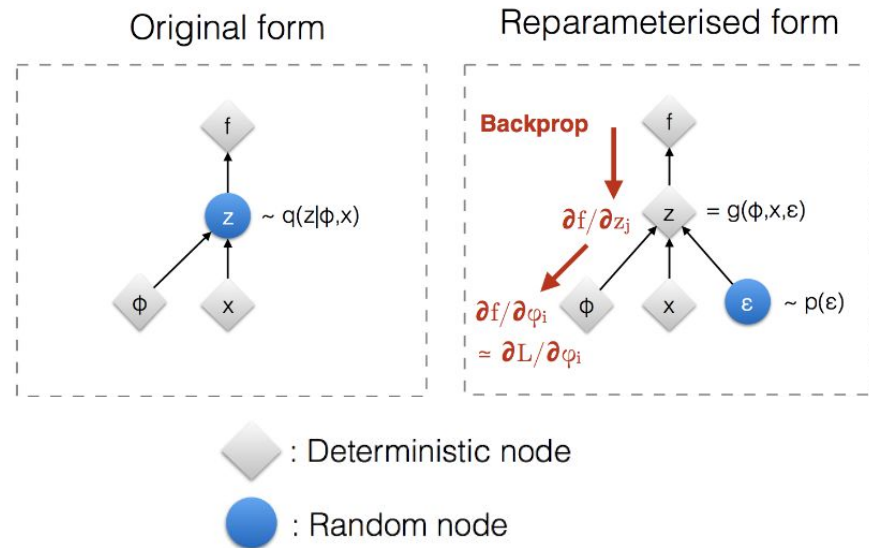 Original form
f
z ~ q(z|ϕ,x)
ϕ x
Reparameterised form
Backprop
f
∂f/∂zⱼ
z = g(ϕ,x,ε)
∂f/∂φᵢ
≃ ∂L/∂φᵢ
ϕ x ε ~ p(ε)
: Deterministic node
: Random node